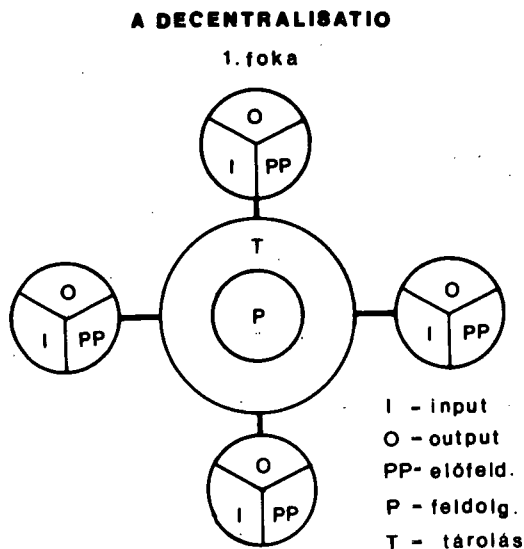 A DECENTRALISATIO
1. foka
O
I PP
T
O
I PP
P
O
I PP
O
I PP
I - input
O - output
PP- előfeld.
P - feldolg.
T - tárolás